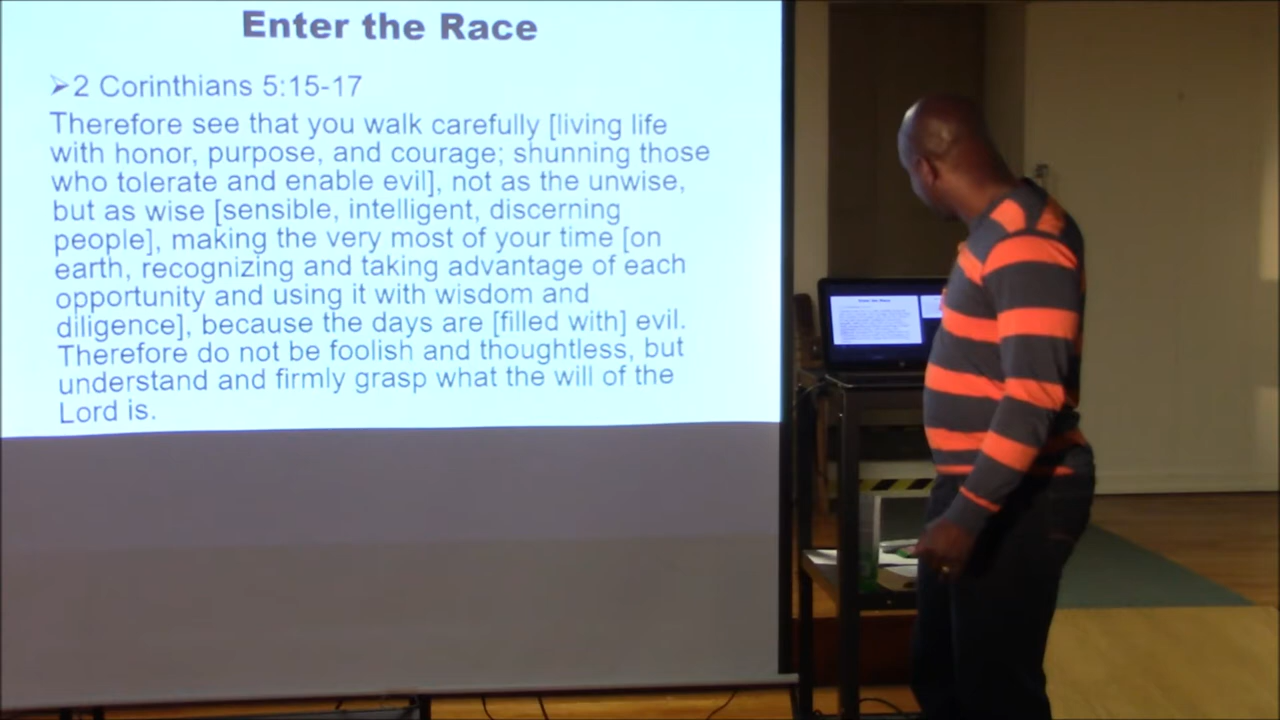 Enter the Race
➢2 Corinthians 5:15-17
Therefore see that you walk carefully [living life
with honor, purpose, and courage; shunning those
who tolerate and enable evil], not as the unwise,
but as wise [sensible, intelligent, discerning
people], making the very most of your time [on
earth, recognizing and taking advantage of each
opportunity and using it with wisdom and
diligence], because the days are [filled with] evil.
Therefore do not be foolish and thoughtless, but
understand and firmly grasp what the will of the
Lord is.
Enter the Race